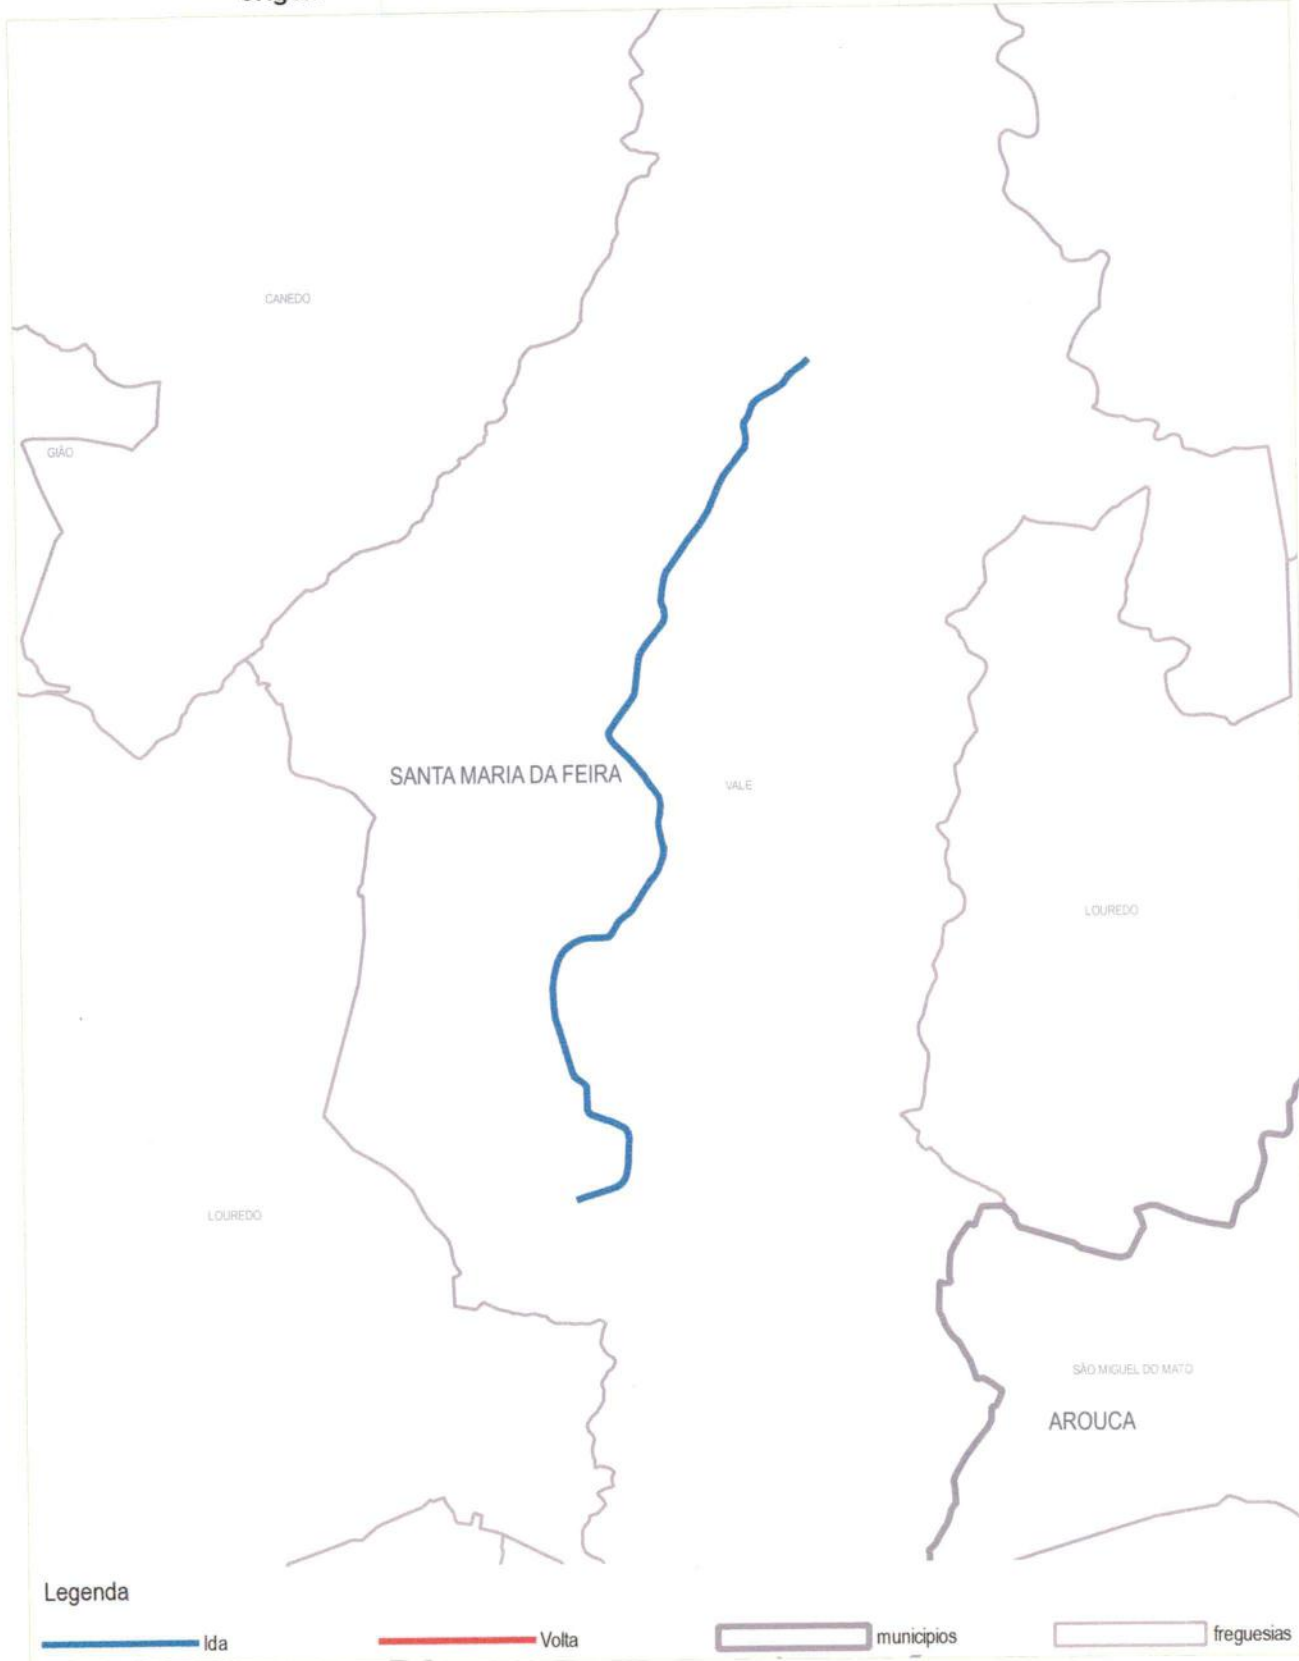 CANEDO
GIÃO
SANTA MARIA DA FEIRA
VALE
LOUREDO
LOUREDO
SÃO MIGUEL DO MATO
AROUCA
Legenda
Ida
Volta
municipios
freguesias